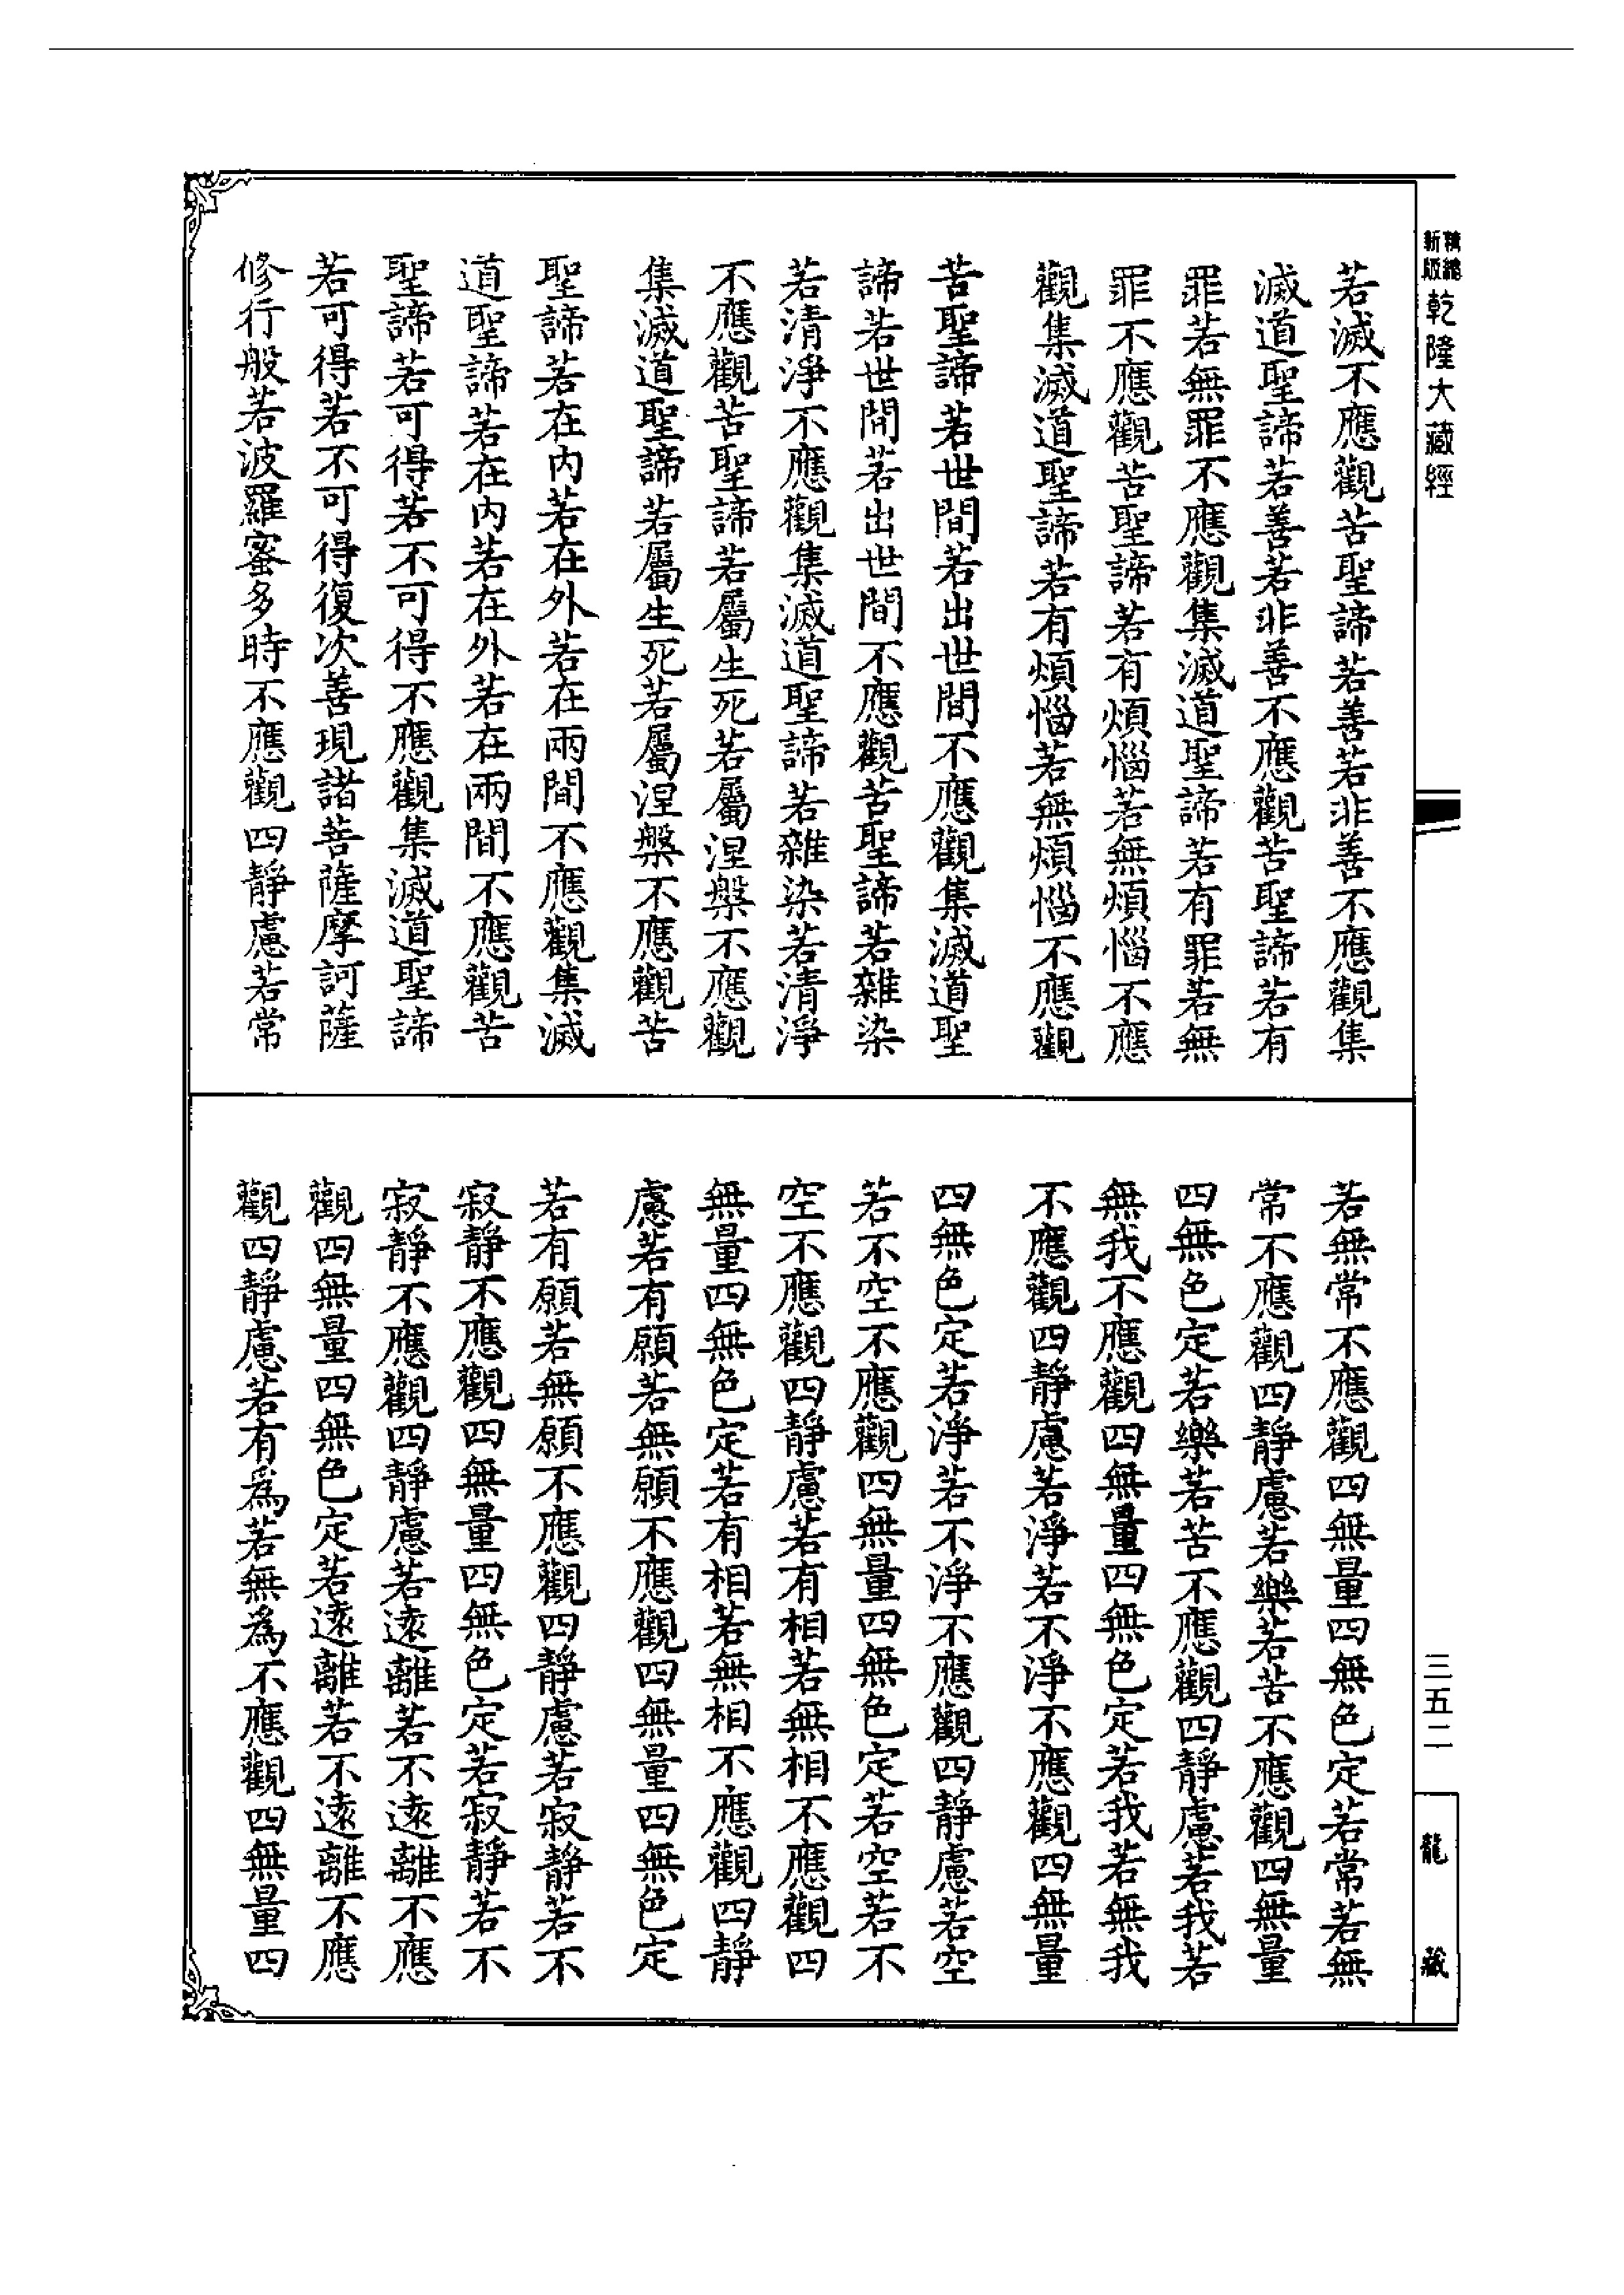 精編新版乾隆大藏經
若滅不應觀苦聖諦若善若非善不應觀集
滅道聖諦若善若非善不應觀苦聖諦若有
罪若無罪不應觀集滅道聖諦若有罪若無
罪不應觀苦聖諦若有煩惱若無煩惱不應
觀集滅道聖諦若有煩惱若無煩惱不應觀
苦聖諦若世間若出世間不應觀集滅道聖
諦若世間若出世間不應觀苦聖諦若雜染
若清淨不應觀集滅道聖諦若雜染若清淨
不應觀苦聖諦若屬生死若屬涅槃不應觀
集滅道聖諦若屬生死若屬涅槃不應觀苦
聖諦若在內若在外若在兩間不應觀集滅
道聖諦若在內若在外若在兩間不應觀苦
聖諦若可得若不可得不應觀集滅道聖諦
若可得若不可得復次善現諸菩薩摩訶薩
修行般若波羅蜜多時不應觀四靜慮若常
若無常不應觀四無量四無色定若常若無
常不應觀四靜慮若樂若苦不應觀四無量
四無色定若樂若苦不應觀四靜慮若我若
無我不應觀四無量四無色定若我若無我
不應觀四靜慮若淨若不淨不應觀四無量
四無色定若淨若不淨不應觀四靜慮若空
若不空不應觀四無量四無色定若空若不
空不應觀四靜慮若有相若無相不應觀四
無量四無色定若有相若無相不應觀四靜
慮若有願若無願不應觀四無量四無色定
若有願若無願不應觀四靜慮若寂靜若不
寂靜不應觀四無量四無色定若寂靜若不
寂靜不應觀四靜慮若遠離若不遠離不應
觀四無量四無色定若遠離若不遠離不應
觀四靜慮若有為若無為不應觀四無量四
三五二
龍藏